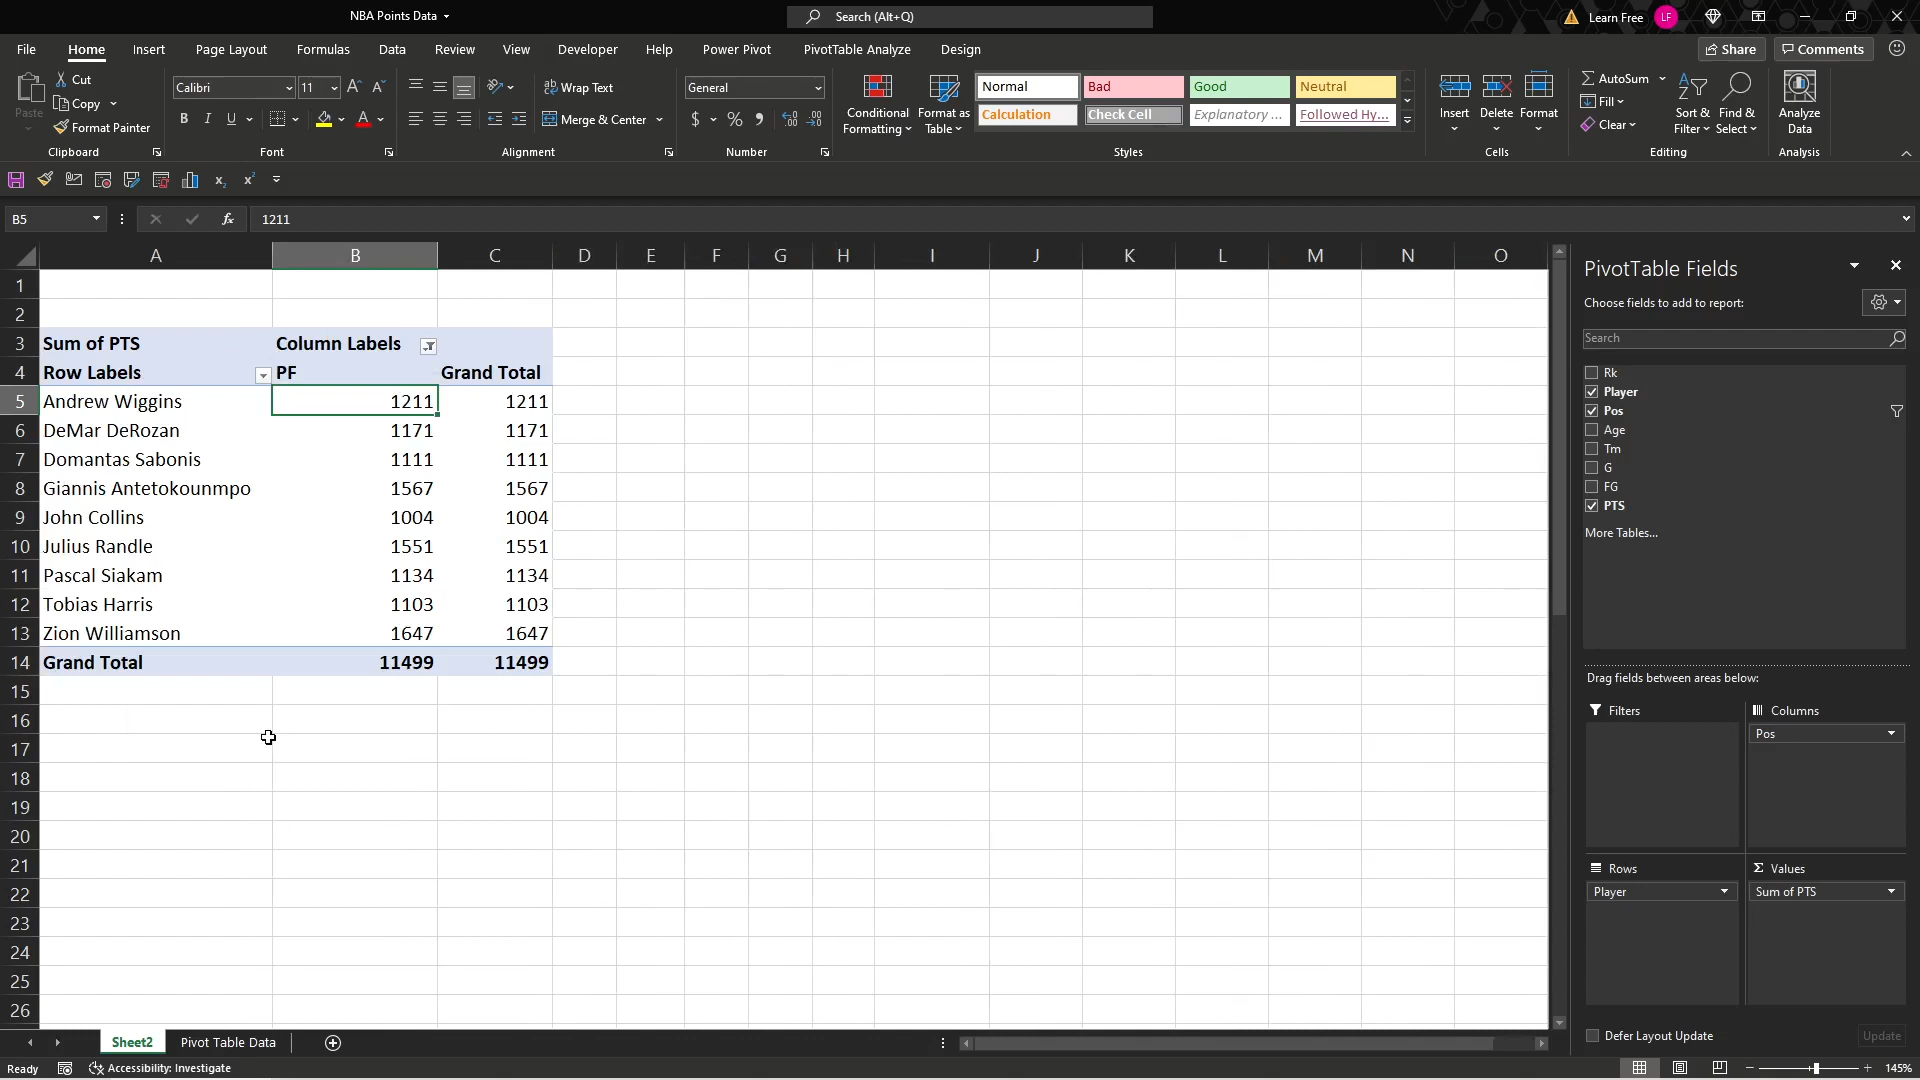 NBA Points Data
Search (Alt+Q)
Learn Free
LF
File Home Insert Page Layout Formulas Data Review View Developer Help Power Pivot PivotTable Analyze Design
Share
Comments
Paste
Cut
Copy
Format Painter
Clipboard
Calibri
11
B I U
Font
Wrap Text
Merge & Center
Alignment
General
$ %
Number
Conditional Formatting
Format as Table
Normal Bad Good Neutral
Calculation Check Cell Explanatory ... Followed Hy...
Styles
Insert Delete Format
Cells
AutoSum
Fill
Clear
Sort & Filter
Find & Select
Editing
Analyze Data
Analysis
B5
fx
1211
A B C D E F G H I J K L M N O
1
2
3 Sum of PTS Column Labels
4 Row Labels PF Grand Total
5 Andrew Wiggins 1211 1211
6 DeMar DeRozan 1171 1171
7 Domantas Sabonis 1111 1111
8 Giannis Antetokounmpo 1567 1567
9 John Collins 1004 1004
10 Julius Randle 1551 1551
11 Pascal Siakam 1134 1134
12 Tobias Harris 1103 1103
13 Zion Williamson 1647 1647
14 Grand Total 11499 11499
15
16
17
18
19
20
21
22
23
24
25
26
PivotTable Fields
Choose fields to add to report:
Search
Rk
Player
Pos
Age
Tm
G
FG
PTS
More Tables...
Drag fields between areas below:
Filters
Columns
Pos
Rows
Player
Values
Sum of PTS
Defer Layout Update
Update
Sheet2
Pivot Table Data
Ready
Accessibility: Investigate
145%